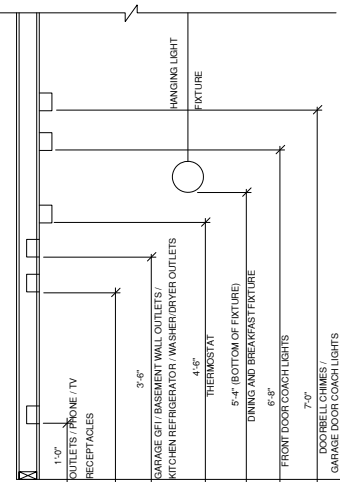 HANGING LIGHT
FIXTURE
1'-0"
OUTLETS / PHONE / TV
RECEPTACLES
3'-6"
GARAGE GFI / BASEMENT WALL OUTLETS /
KITCHEN REFRIGERATOR / WASHER/DRYER OUTLETS
4'-6"
THERMOSTAT
5'-4" (BOTTOM OF FIXTURE)
DINING AND BREAKFAST FIXTURE
6'-8"
FRONT DOOR COACH LIGHTS
7'-0"
DOORBELL CHIMES /
GARAGE DOOR COACH LIGHTS